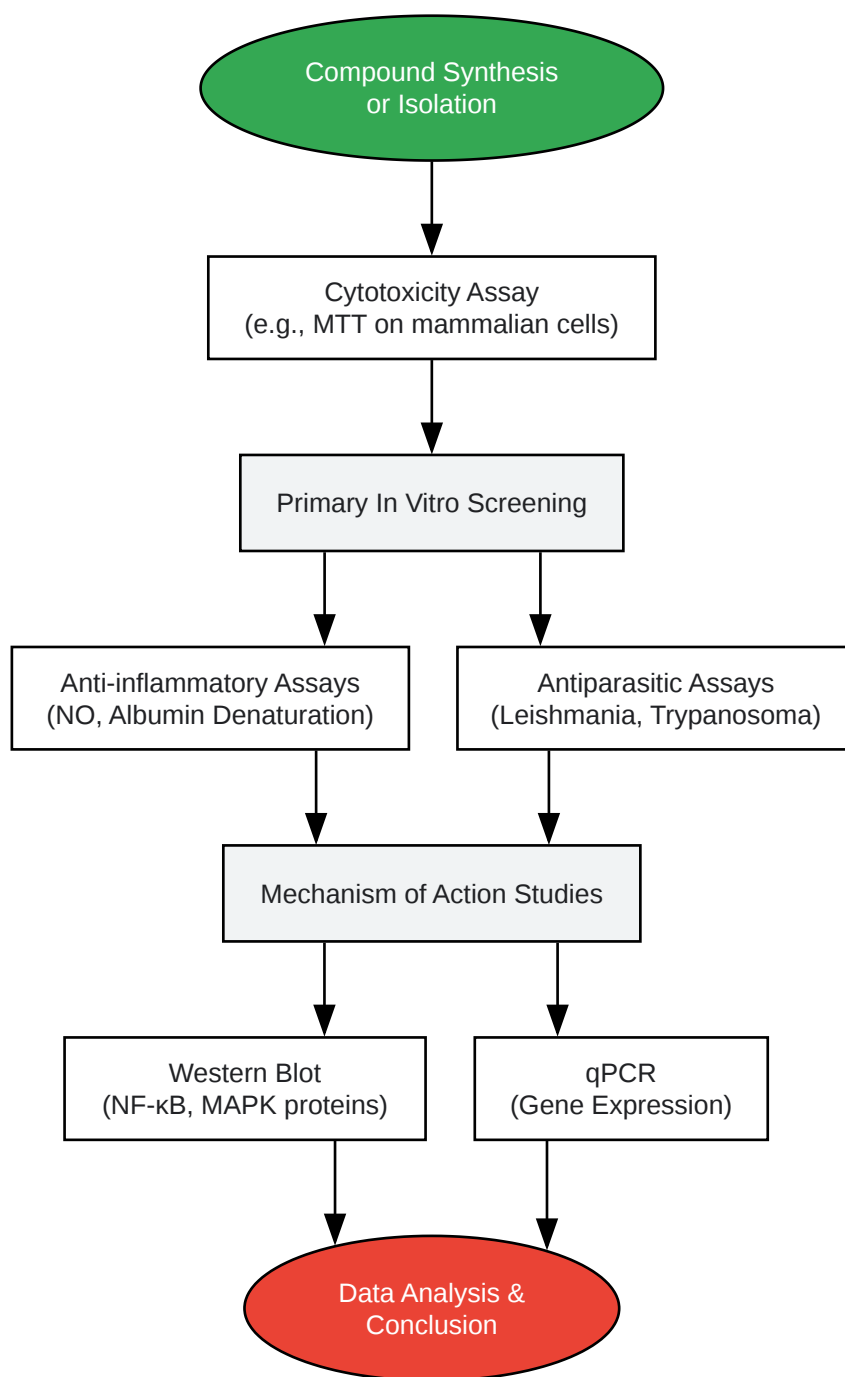 Compound Synthesis
or Isolation
Cytotoxicity Assay
(e.g., MTT on mammalian cells)
Primary In Vitro Screening
Anti-inflammatory Assays
(NO, Albumin Denaturation)
Antiparasitic Assays
(Leishmania, Trypanosoma)
Mechanism of Action Studies
Western Blot
(NF-κB, MAPK proteins)
qPCR
(Gene Expression)
Data Analysis &
Conclusion